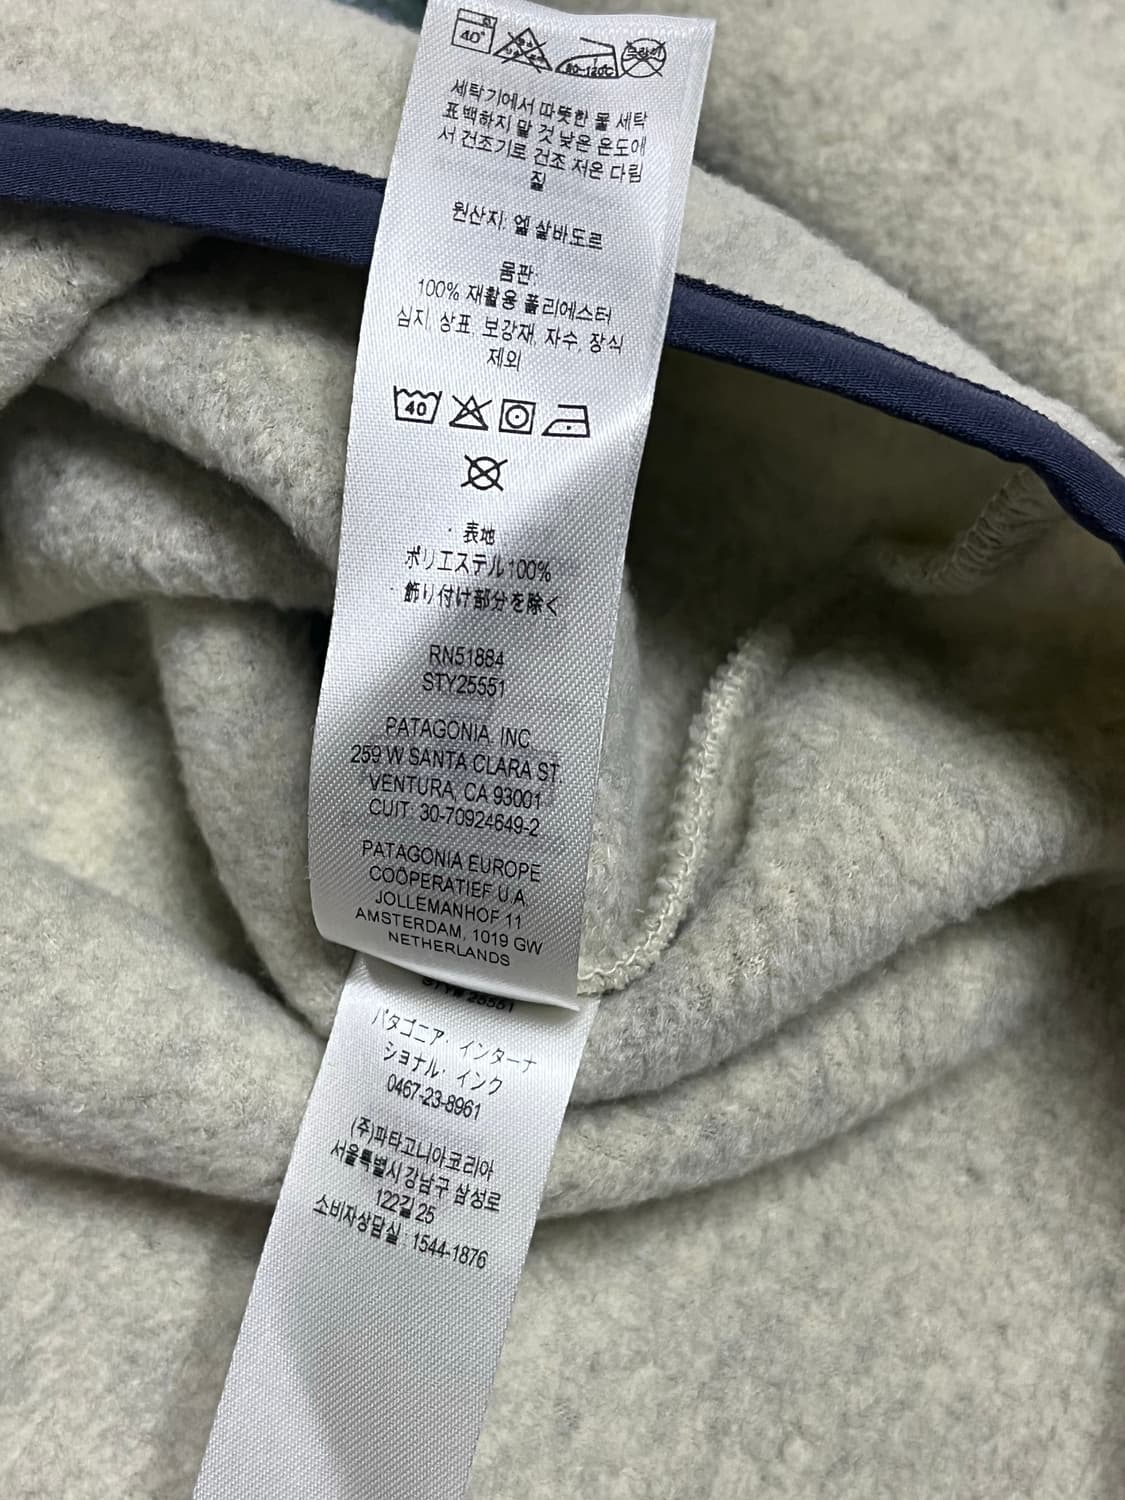 40°
80~120℃
드라이
세탁기에서 따뜻한 물 세탁
표백하지 말 것 낮은 온도에
서 건조기로 건조 저온 다림
질
원산지: 엘 살바도르
몸판:
100% 재활용 폴리에스터
심지, 상표, 보강재, 자수, 장식
제외
40
・表地
ポリエステル100%
・飾り付け部分を除く
RN51884
STY25551
PATAGONIA, INC.
259 W SANTA CLARA ST.
VENTURA, CA 93001
CUIT: 30-70924649-2
PATAGONIA EUROPE
COÖPERATIEF U.A.
JOLLEMANHOF 11
AMSTERDAM, 1019 GW
NETHERLANDS
STY# 25551
パタゴニア・インターナ
ショナル・インク
0467-23-8961
(주)파타고니아코리아
서울특별시 강남구 삼성로
122길 25
소비자상담실 : 1544-1876